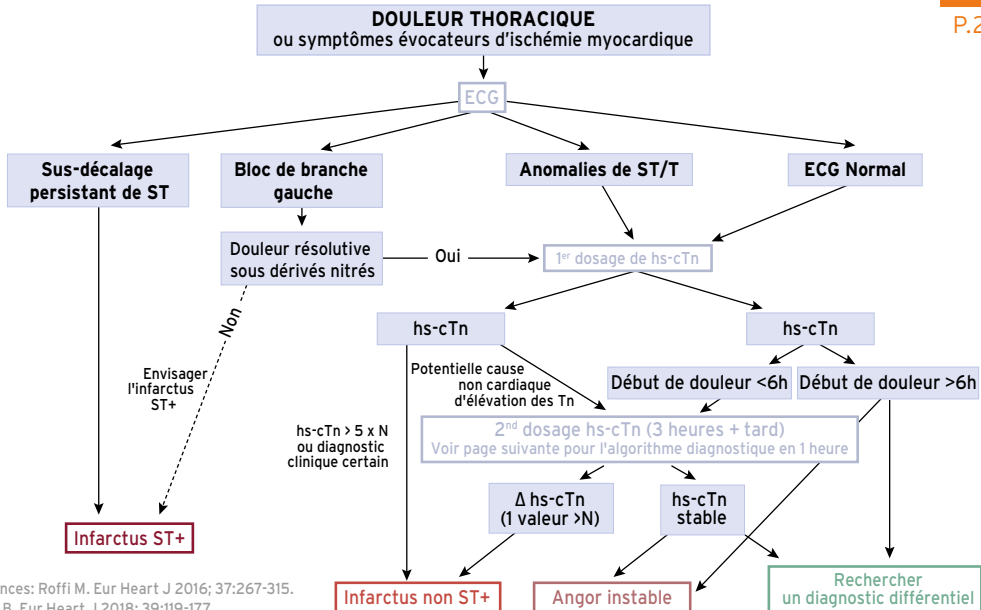 P.2
DOULEUR THORACIQUE
ou symptômes évocateurs d’ischémie myocardique
ECG
Sus-décalage
persistant de ST
Bloc de branche
gauche
Anomalies de ST/T
ECG Normal
Douleur résolutive
sous dérivés nitrés
Oui
1er dosage de hs-cTn
Non
hs-cTn
hs-cTn
Envisager
l'infarctus
ST+
Potentielle cause
non cardiaque
d'élévation des Tn
Début de douleur <6h
Début de douleur >6h
hs-cTn > 5 x N
ou diagnostic
clinique certain
2nd dosage hs-cTn (3 heures + tard)
Voir page suivante pour l'algorithme diagnostique en 1 heure
Δ hs-cTn
(1 valeur >N)
hs-cTn
stable
Infarctus ST+
Infarctus non ST+
Angor instable
Rechercher
un diagnostic différentiel
nces: Roffi M. Eur Heart J 2016; 37:267-315.
B. Eur Heart J 2018; 39:119-177